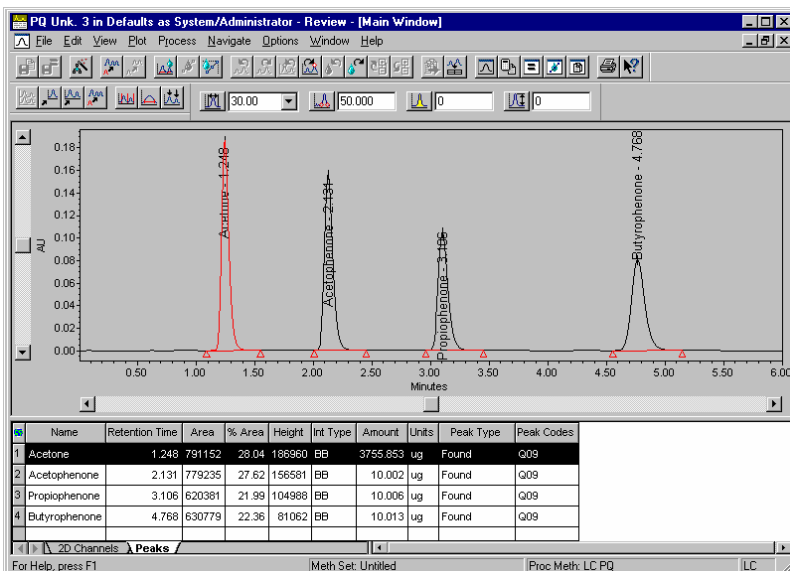 PQ Unk. 3 in Defaults as System/Administrator - Review - [Main Window]
File Edit View Plot Process Navigate Options Window Help
30.00 50.000 0 0
Acetone - 1.248
Acetophenone - 2.131
Propiophenone - 3.106
Butyrophenone - 4.768
AU
0.18
0.16
0.14
0.12
0.10
0.08
0.06
0.04
0.02
0.00
0.50 1.00 1.50 2.00 2.50 3.00 3.50 4.00 4.50 5.00 5.50 6.00
Minutes
Name Retention Time Area % Area Height Int Type Amount Units Peak Type Peak Codes
1 Acetone 1.248 791152 28.04 186960 BB 3755.853 ug Found Q09
2 Acetophenone 2.131 779235 27.62 156581 BB 10.002 ug Found Q09
3 Propiophenone 3.106 620381 21.99 104988 BB 10.006 ug Found Q09
4 Butyrophenone 4.768 630779 22.36 81062 BB 10.013 ug Found Q09
2D Channels Peaks
For Help, press F1 Meth Set: Untitled Proc Meth: LC PQ LC